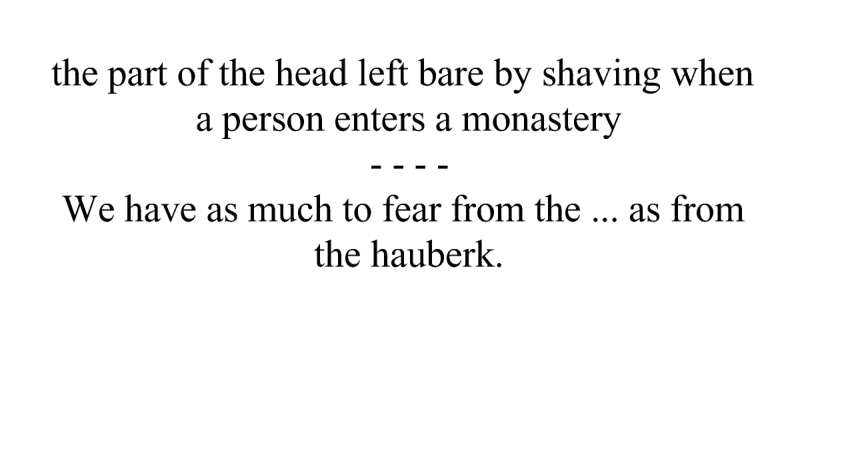 the part of the head left bare by shaving when
a person enters a monastery
- - - -
We have as much to fear from the ... as from
the hauberk.